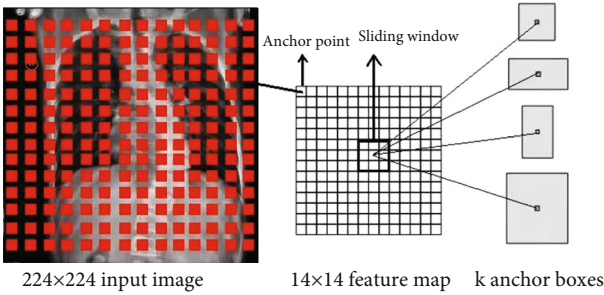 Anchor point
Sliding window
224×224 input image
14×14 feature map
k anchor boxes